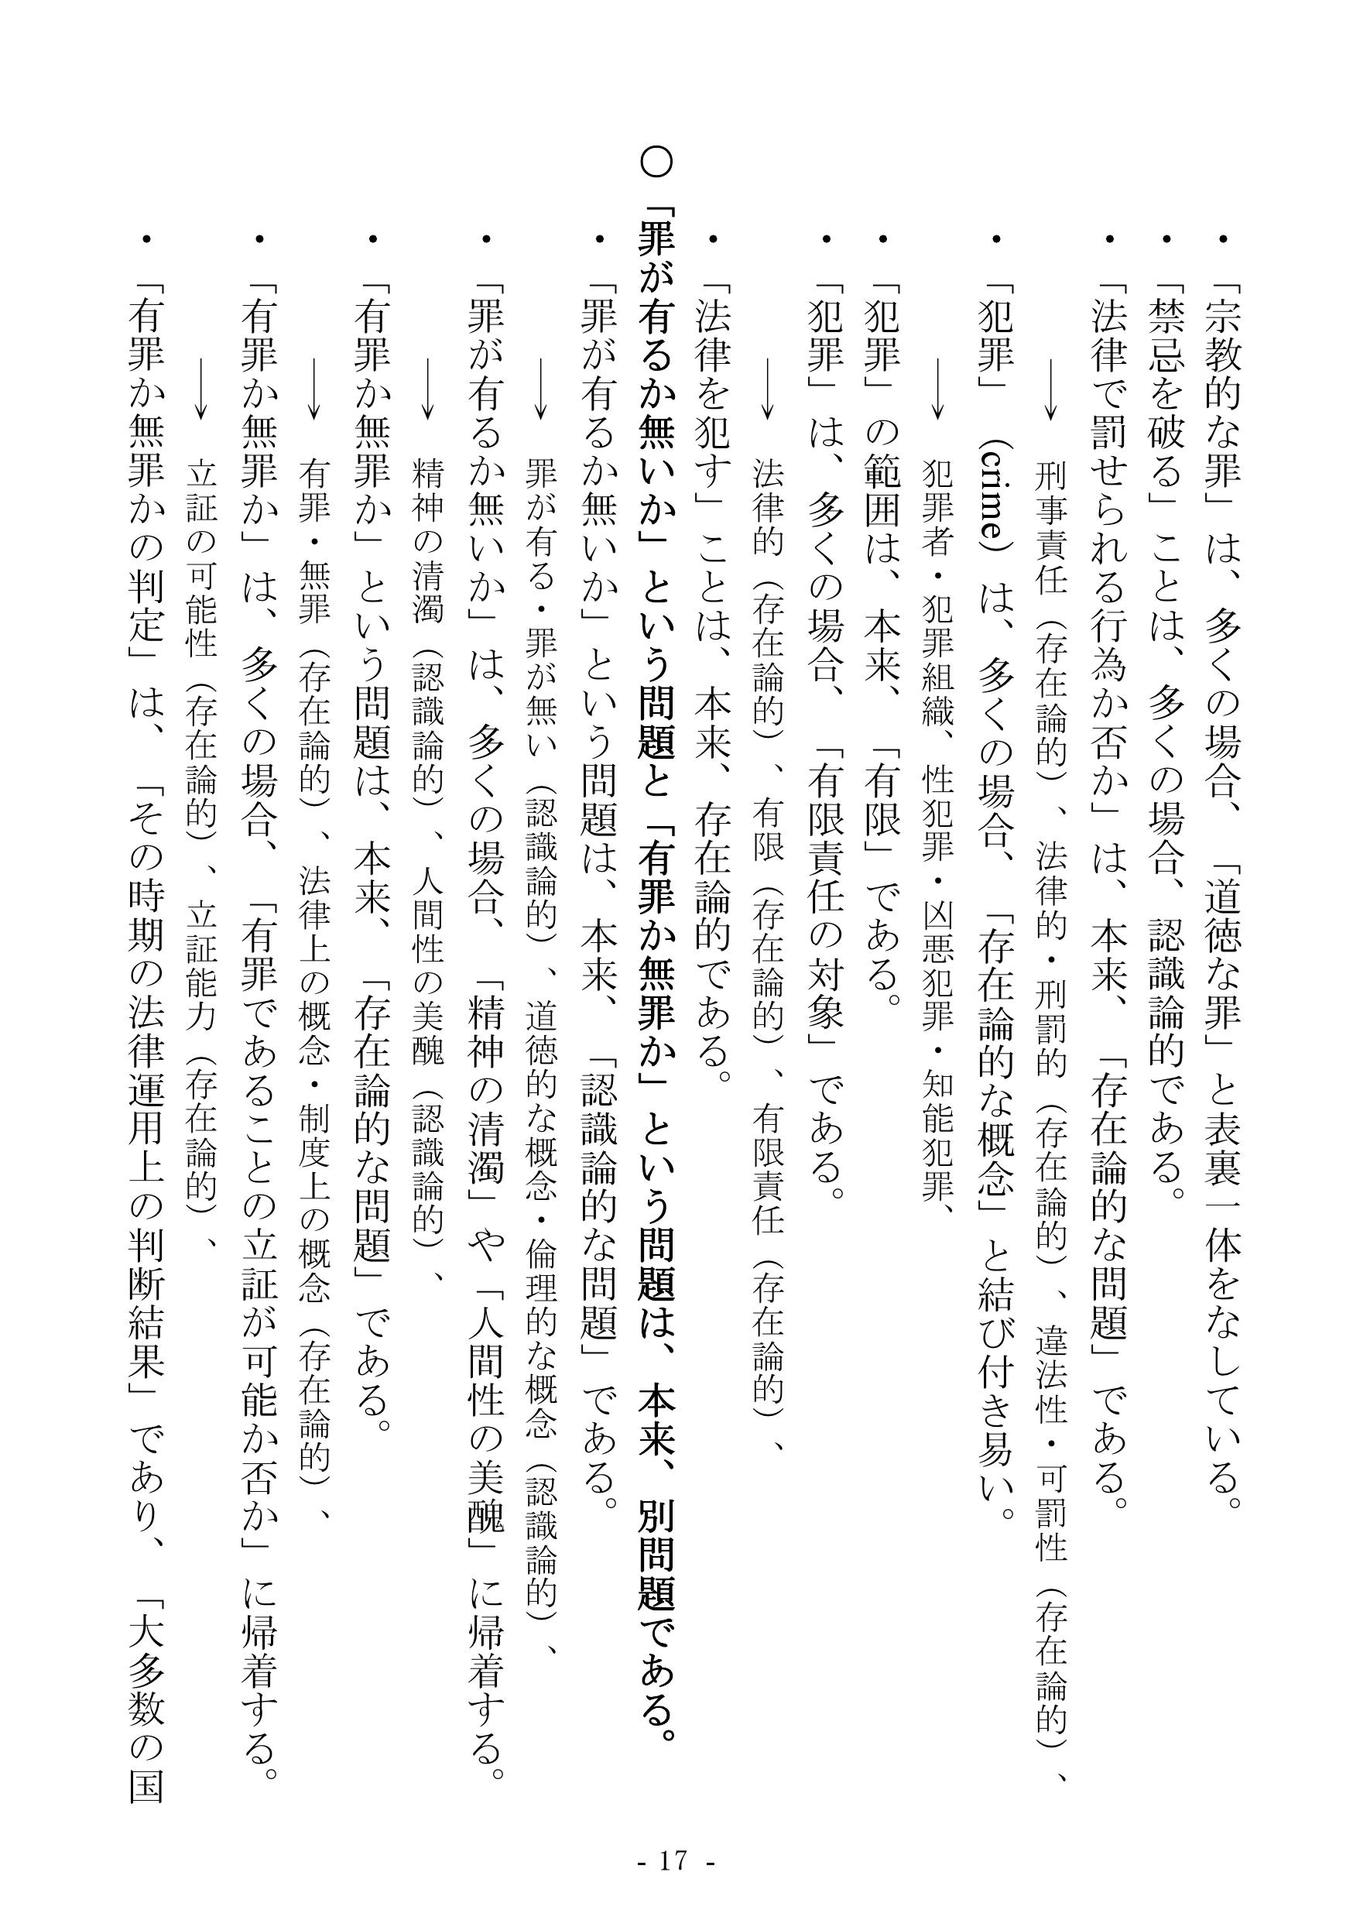 ・「宗教的な罪」は、多くの場合、「道徳な罪」と表裏一体をなしている。
・「禁忌を破る」ことは、多くの場合、認識論的である。
・「法律で罰せられる行為か否か」は、本来、「存在論的な問題」である。
→ 刑事責任（存在論的）、法律的・刑罰的（存在論的）、違法性・可罰性（存在論的）、
・「犯罪」（crime）は、多くの場合、「存在論的な概念」と結び付き易い。
→ 犯罪者・犯罪組織、性犯罪・凶悪犯罪・知能犯罪、
・「犯罪」の範囲は、本来、「有限」である。
・「犯罪」は、多くの場合、「有限責任の対象」である。
→ 法律的（存在論的）、有限（存在論的）、有限責任（存在論的）、
・「法律を犯す」ことは、本来、存在論的である。
○「罪が有るか無いか」という問題と「有罪か無罪か」という問題は、本来、別問題である。
・「罪が有るか無いか」という問題は、本来、「認識論的な問題」である。
→ 罪が有る・罪が無い（認識論的）、道徳的な概念・倫理的な概念（認識論的）、
・「罪が有るか無いか」は、多くの場合、「精神の清濁」や「人間性の美醜」に帰着する。
→ 精神の清濁（認識論的）、人間性の美醜（認識論的）、
・「有罪か無罪か」という問題は、本来、「存在論的な問題」である。
→ 有罪・無罪（存在論的）、法律上の概念・制度上の概念（存在論的）、
・「有罪か無罪か」は、多くの場合、「有罪であることの立証が可能か否か」に帰着する。
→ 立証の可能性（存在論的）、立証能力（存在論的）、
・「有罪か無罪かの判定」は、「その時期の法律運用上の判断結果」であり、「大多数の国
- 17 -